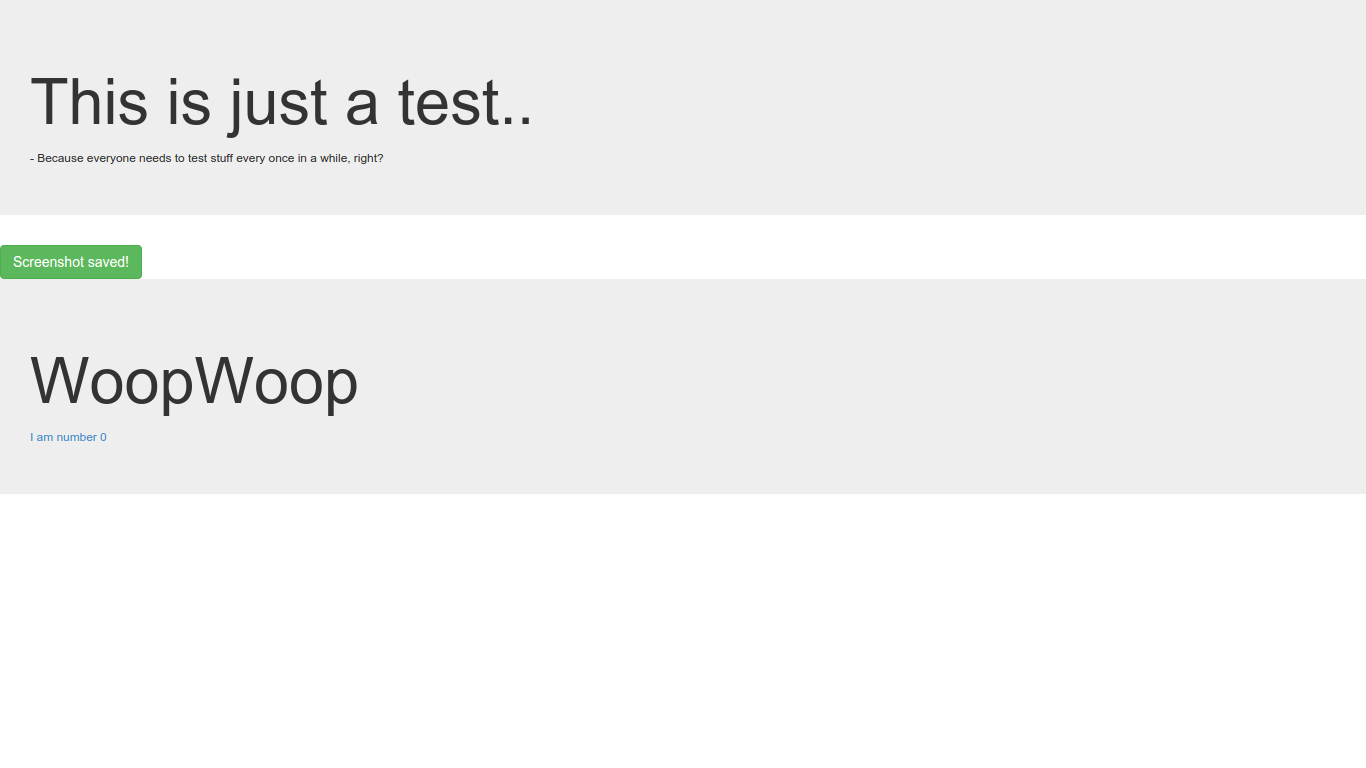 This is just a test..
- Because everyone needs to test stuff every once in a while, right?
Screenshot saved!
WoopWoop
I am number 0